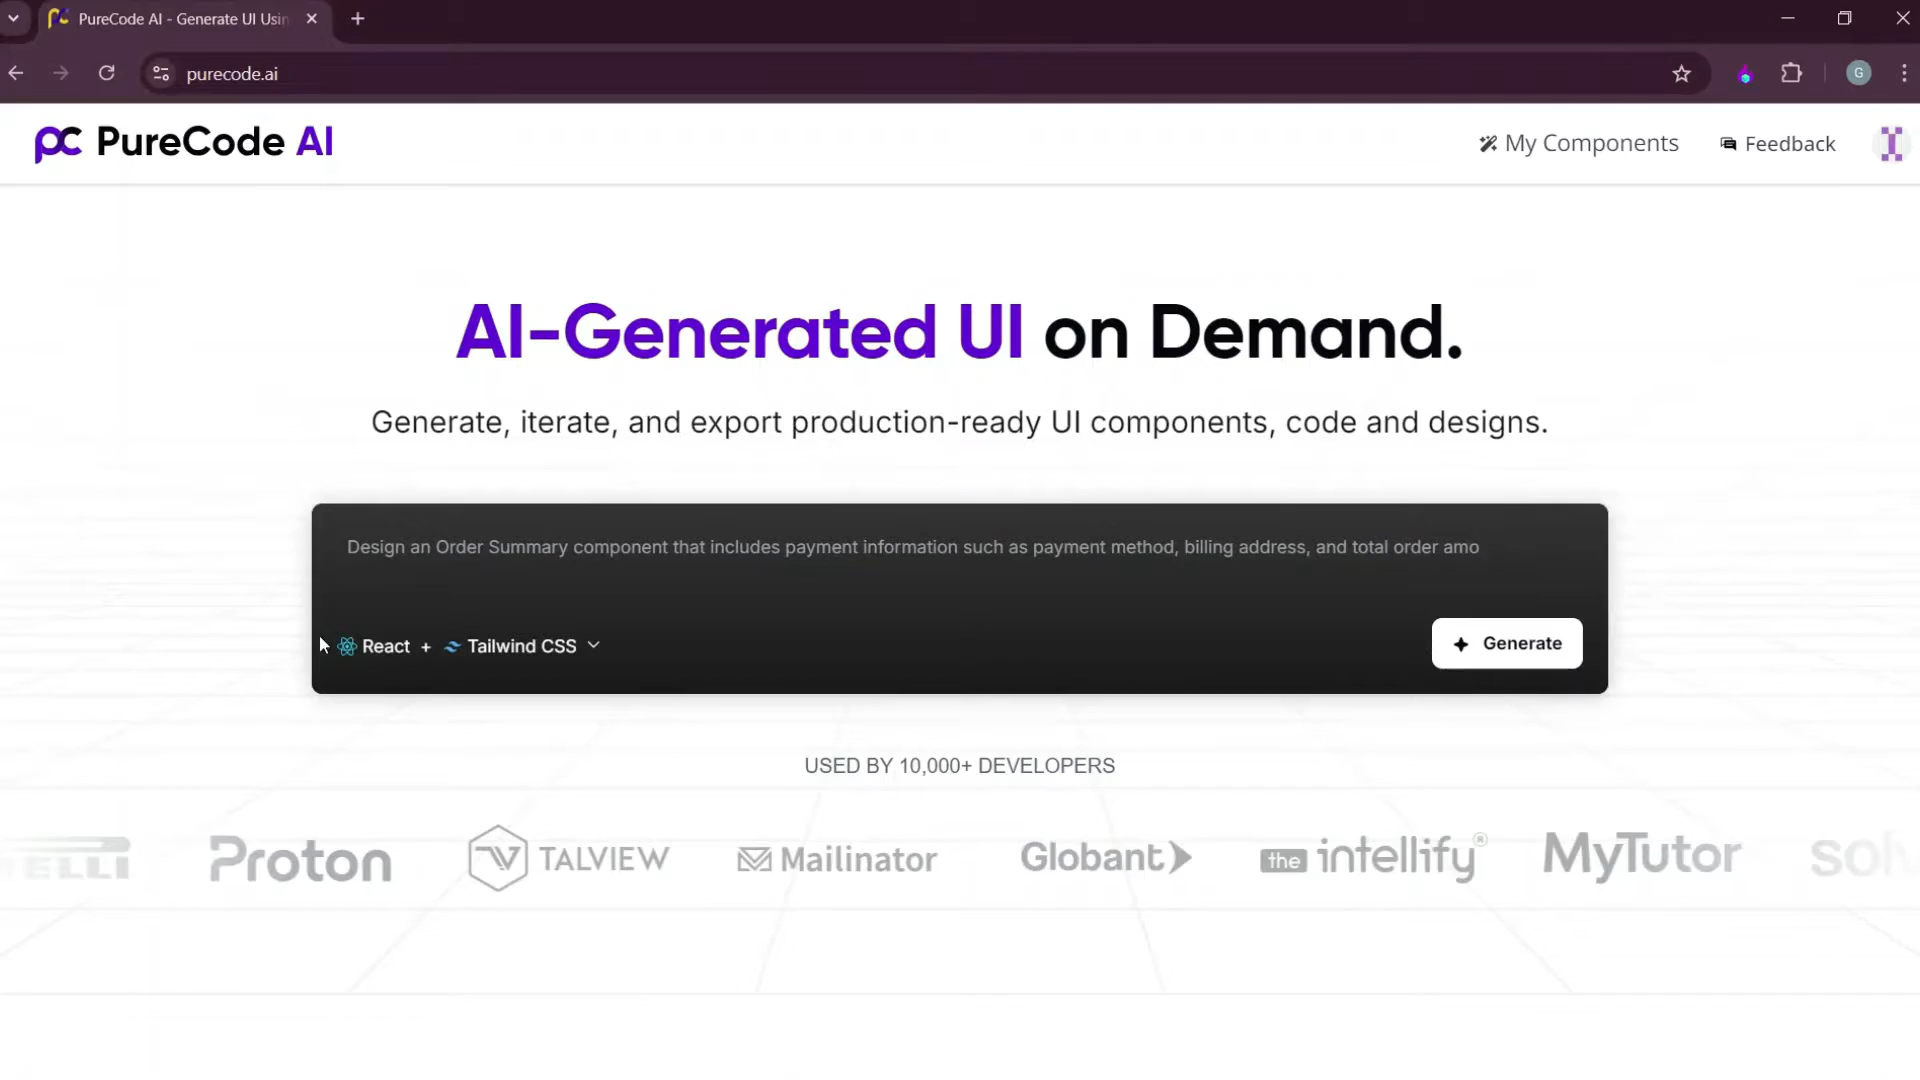 PureCode AI - Generate UI Usin
purecode.ai
G
pc PureCode AI
My Components
Feedback
AI-Generated UI on Demand.
Generate, iterate, and export production-ready UI components, code and designs.
Design an Order Summary component that includes payment information such as payment method, billing address, and total order amo
React + Tailwind CSS
Generate
USED BY 10,000+ DEVELOPERS
Proton
TALVIEW
Mailinator
Globant
the intellify®
MyTutor